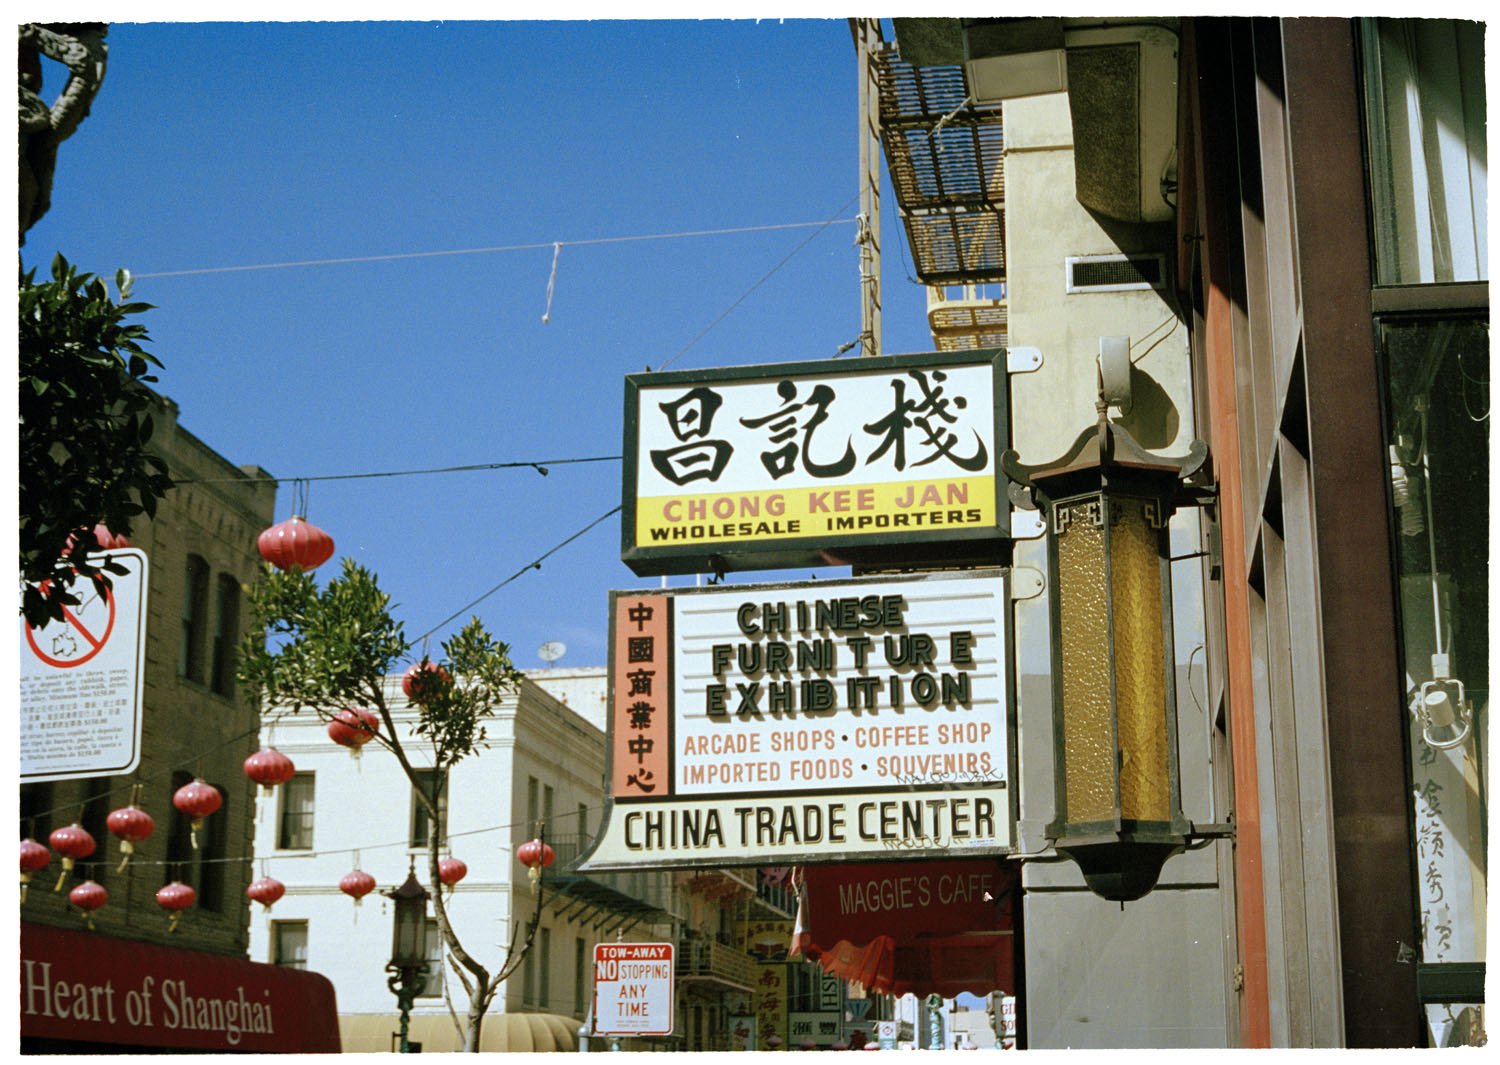 昌記棧
CHONG KEE JAN
WHOLESALE IMPORTERS
中國商業中心
CHINESE
FURNITURE
EXHIBITION
ARCADE SHOPS • COFFEE SHOP
IMPORTED FOODS • SOUVENIRS
CHINA TRADE CENTER
MAGGIE'S CAFE
TOW-AWAY
NO STOPPING
ANY
TIME
Heart of Shanghai
南海